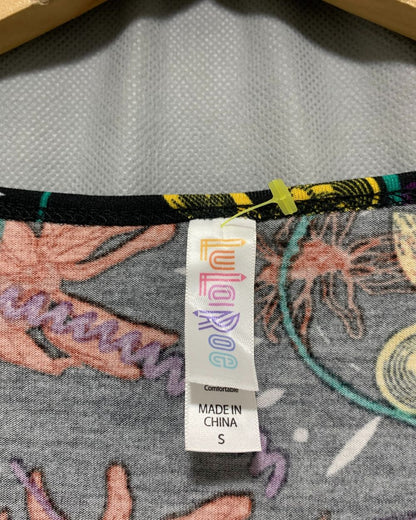 LuLaRoe
Comfortable
MADE IN
CHINA
S